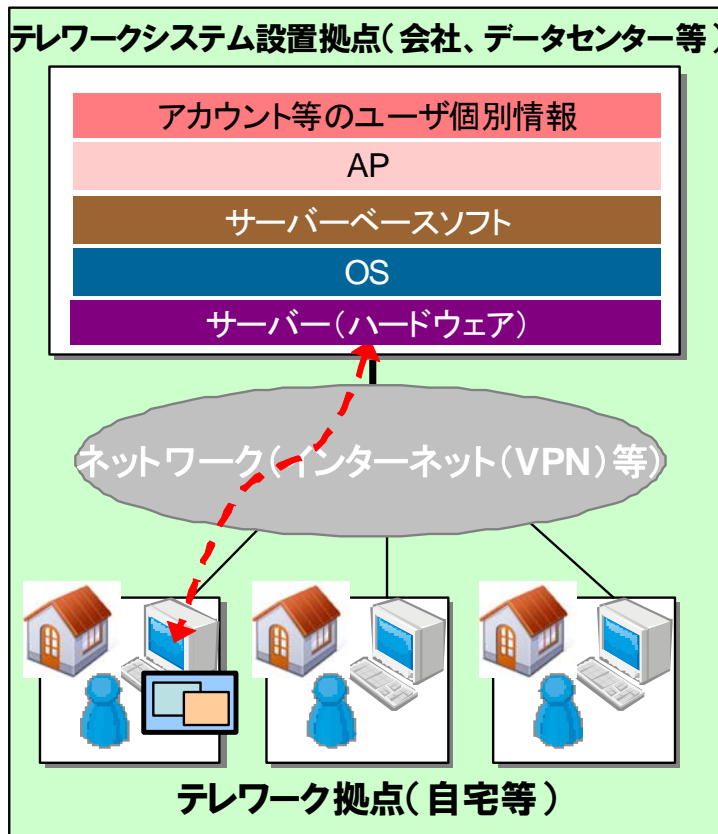 テレワークシステム設置拠点(会社、データセンター等)
アカウント等のユーザ個別情報
AP
サーバーベースソフト
OS
サーバー(ハードウェア)
ネットワーク(インターネット(VPN)等)
テレワーク拠点(自宅等)